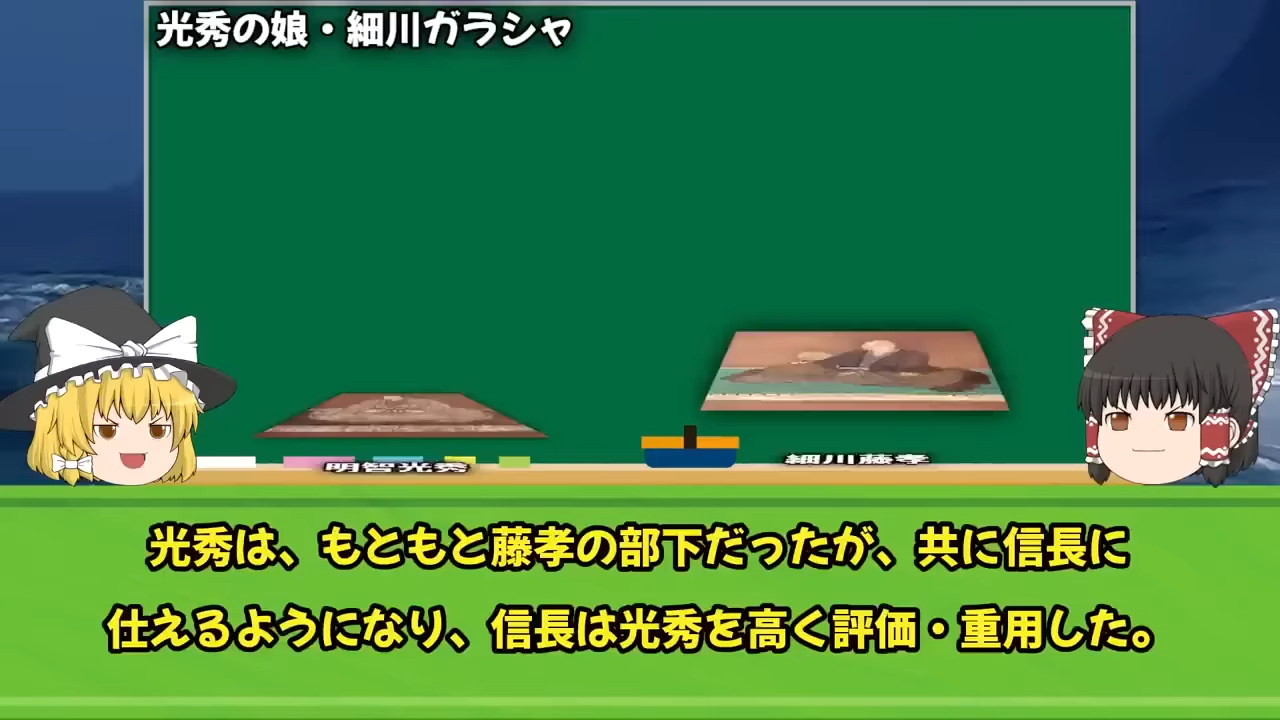 光秀の娘・細川ガラシャ
明智光秀
細川藤孝
光秀は、もともと藤孝の部下だったが、共に信長に
仕えるようになり、信長は光秀を高く評価・重用した。